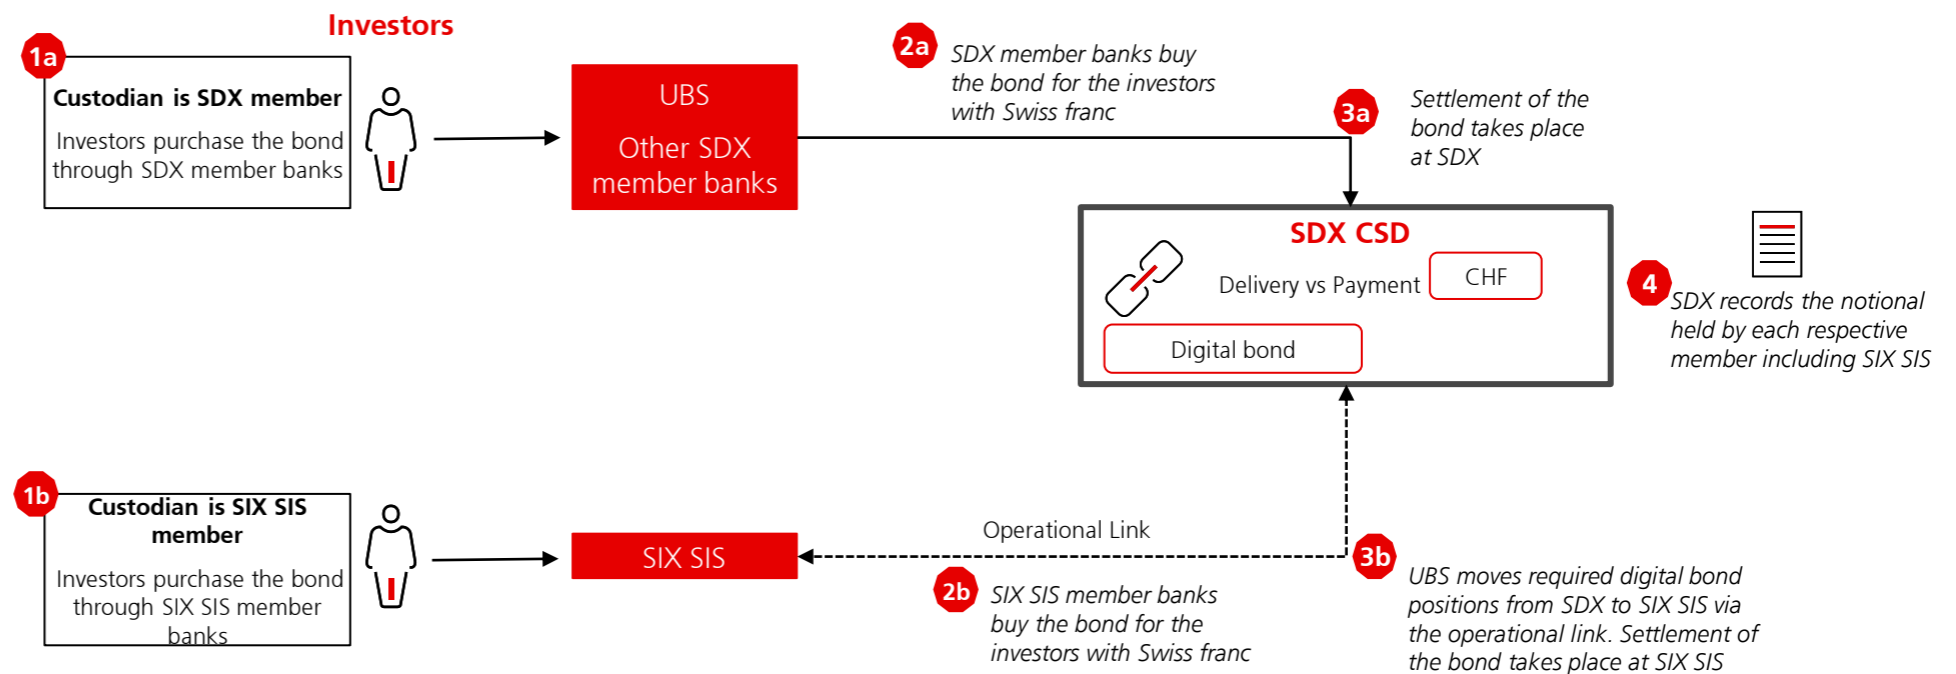 Investors
1a
Custodian is SDX member
Investors purchase the bond
through SDX member banks
UBS
Other SDX
member banks
2a
SDX member banks buy
the bond for the investors
with Swiss franc
3a
Settlement of the
bond takes place
at SDX
SDX CSD
Delivery vs Payment
CHF
Digital bond
4
SDX records the notional
held by each respective
member including SIX SIS
1b
Custodian is SIX SIS
member
Investors purchase the bond
through SIX SIS member
banks
SIX SIS
Operational Link
2b
SIX SIS member banks
buy the bond for the
investors with Swiss franc
3b
UBS moves required digital bond
positions from SDX to SIX SIS via
the operational link. Settlement of
the bond takes place at SIX SIS